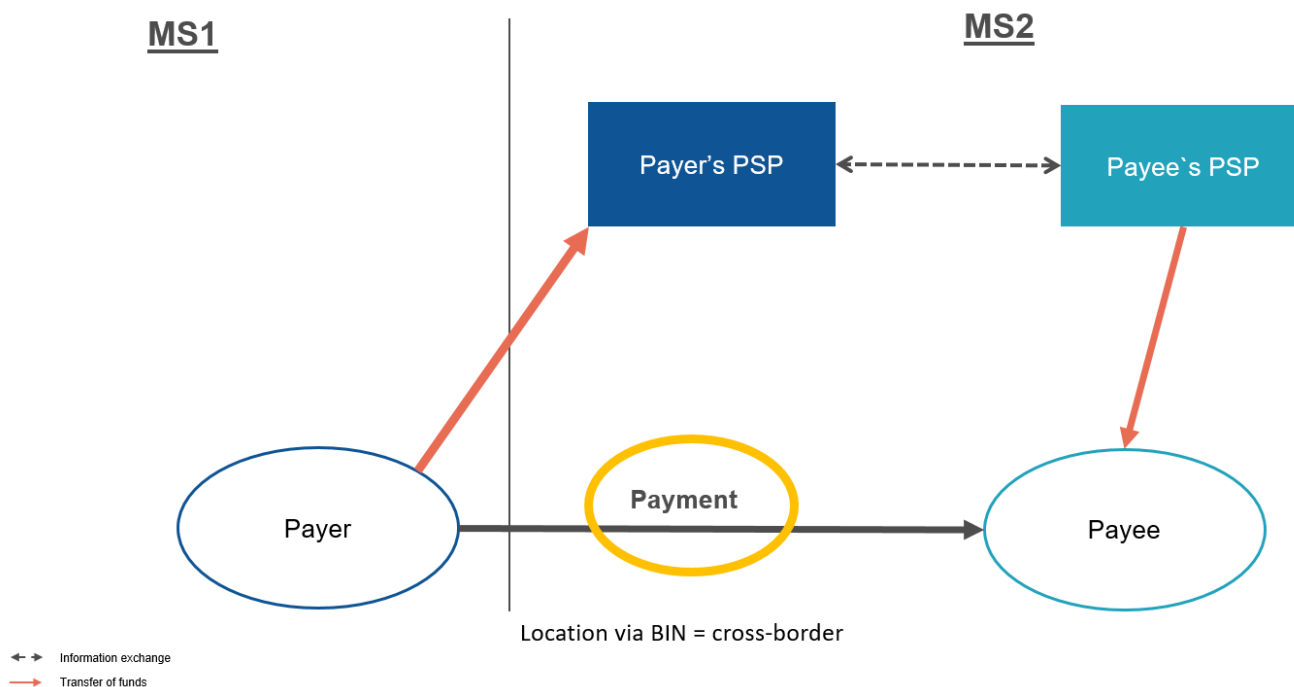 MS1
MS2
Payer’s PSP
Payee`s PSP
Payment
Payer
Payee
Location via BIN = cross-border
Information exchange
Transfer of funds